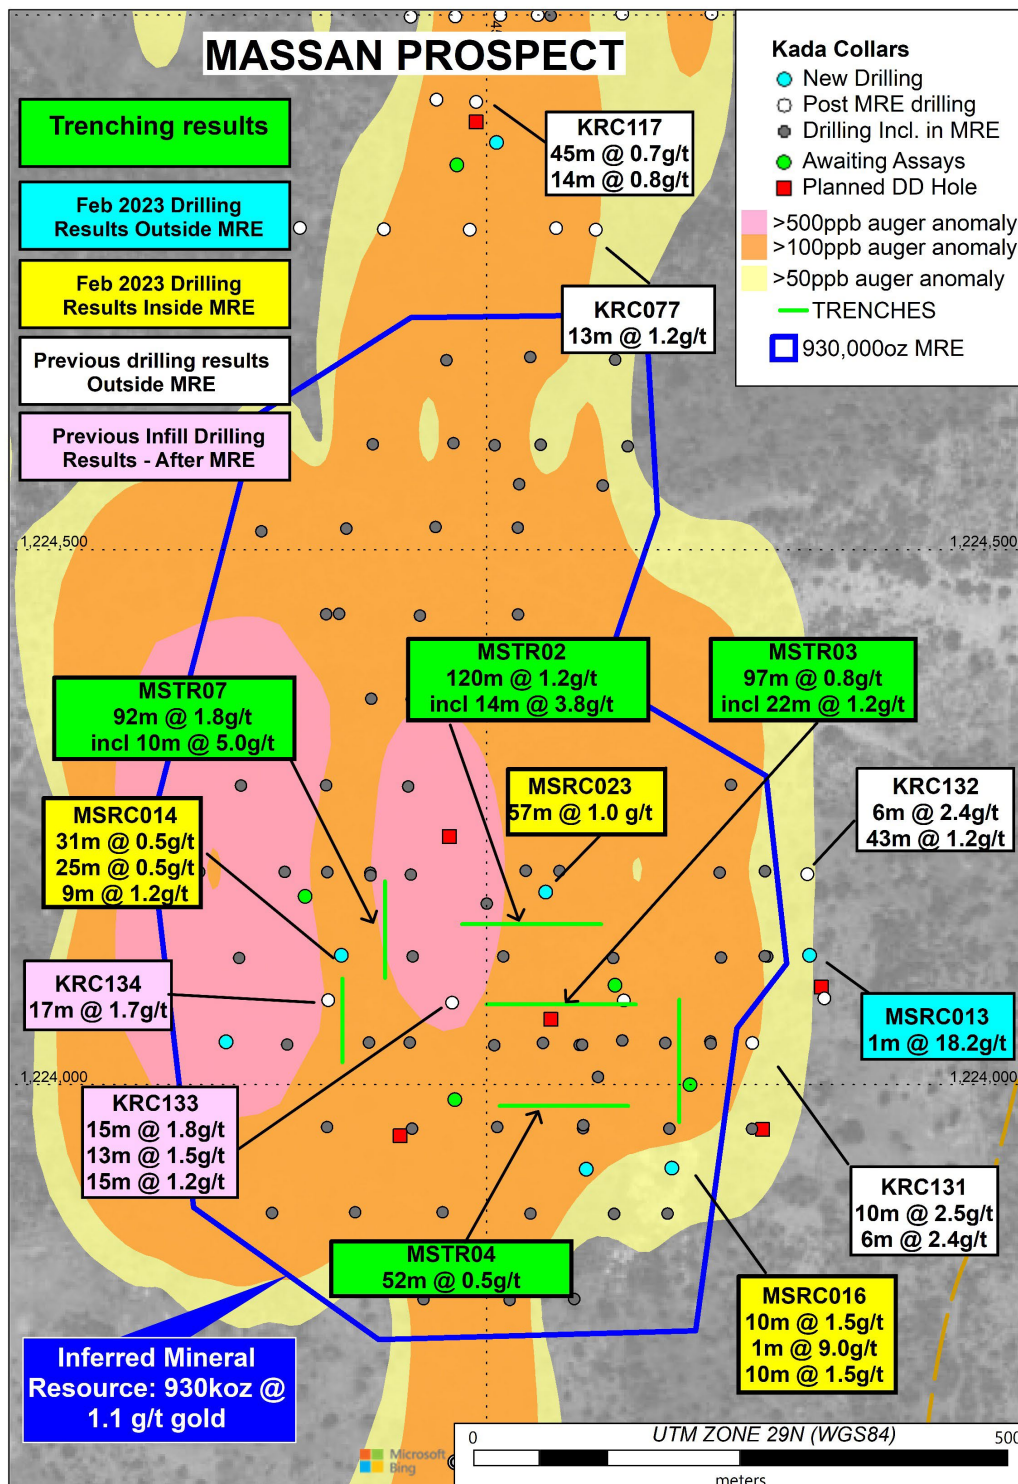 MASSAN PROSPECT
Trenching results
Feb 2023 Drilling
Results Outside MRE
Feb 2023 Drilling
Results Inside MRE
Previous drilling results
Outside MRE
Previous Infill Drilling
Results - After MRE
Kada Collars
New Drilling
Post MRE drilling
Drilling Incl. in MRE
Awaiting Assays
Planned DD Hole
>500ppb auger anomaly
>100ppb auger anomaly
>50ppb auger anomaly
TRENCHES
930,000oz MRE
KRC117
45m @ 0.7g/t
14m @ 0.8g/t
KRC077
13m @ 1.2g/t
1,224,500
1,224,500
MSTR02
120m @ 1.2g/t
incl 14m @ 3.8g/t
MSTR03
97m @ 0.8g/t
incl 22m @ 1.2g/t
MSTR07
92m @ 1.8g/t
incl 10m @ 5.0g/t
MSRC023
57m @ 1.0 g/t
KRC132
6m @ 2.4g/t
43m @ 1.2g/t
MSRC014
31m @ 0.5g/t
25m @ 0.5g/t
9m @ 1.2g/t
KRC134
17m @ 1.7g/t
MSRC013
1m @ 18.2g/t
1,224,000
1,224,000
KRC133
15m @ 1.8g/t
13m @ 1.5g/t
15m @ 1.2g/t
KRC131
10m @ 2.5g/t
6m @ 2.4g/t
MSTR04
52m @ 0.5g/t
MSRC016
10m @ 1.5g/t
1m @ 9.0g/t
10m @ 1.5g/t
Inferred Mineral
Resource: 930koz @
1.1 g/t gold
Microsoft
Bing
UTM ZONE 29N (WGS84)
0
500
meters